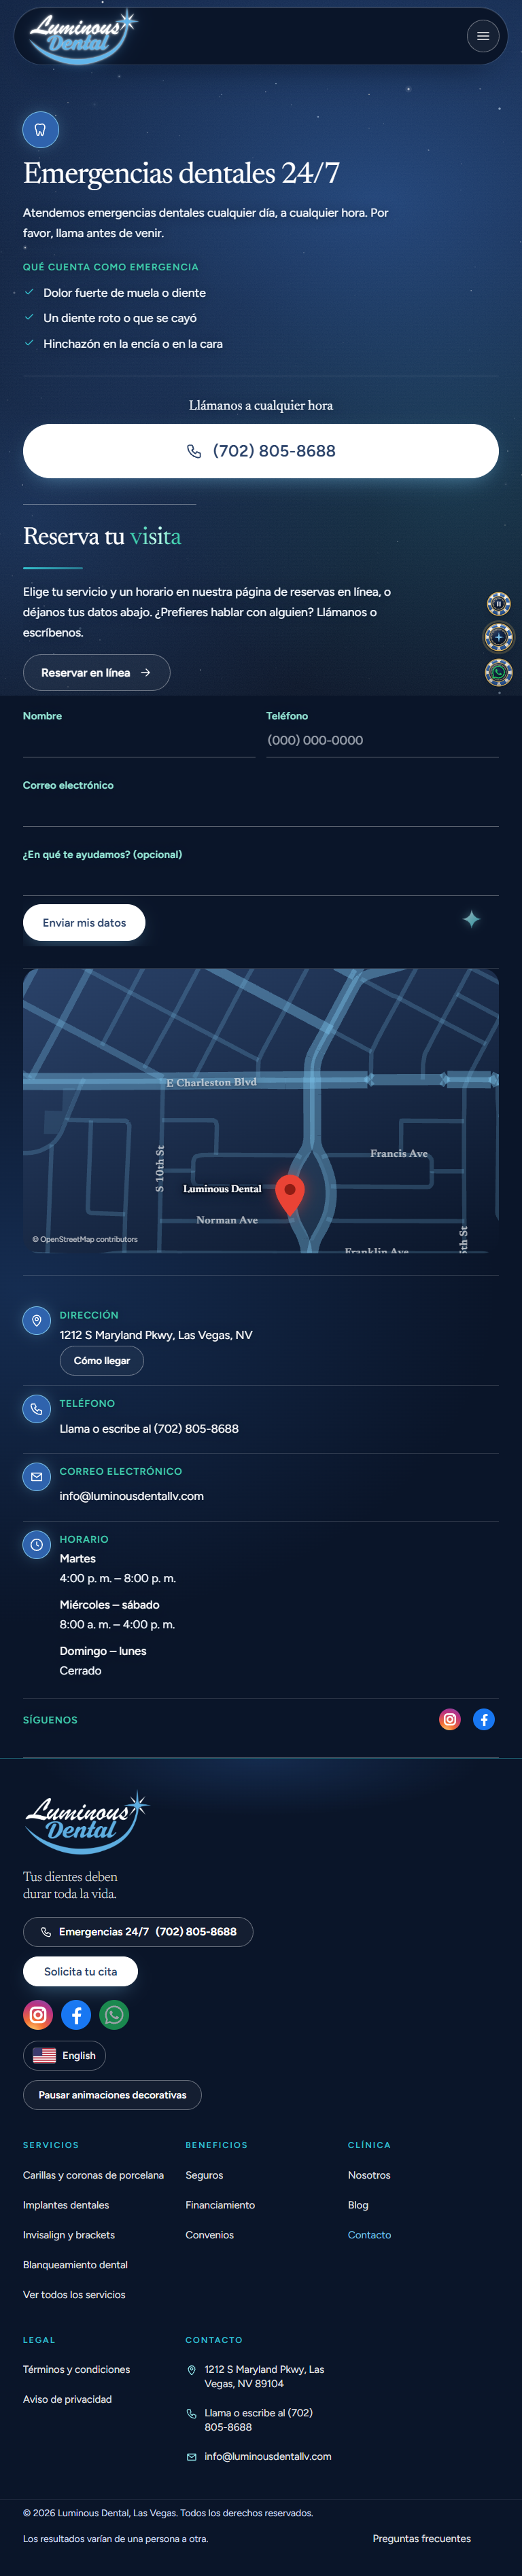 Luminous
Dental
Emergencias dentales 24/7
Atendemos emergencias dentales cualquier día, a cualquier hora. Por
favor, llama antes de venir.
QUÉ CUENTA COMO EMERGENCIA
Dolor fuerte de muela o diente
Un diente roto o que se cayó
Hinchazón en la encía o en la cara
Llámanos a cualquier hora
(702) 805-8688
Reserva tu visita
Elige tu servicio y un horario en nuestra página de reservas en línea, o
déjanos tus datos abajo. ¿Prefieres hablar con alguien? Llámanos o
escríbenos.
Reservar en línea
Nombre
Teléfono
(000) 000-0000
Correo electrónico
¿En qué te ayudamos? (opcional)
Enviar mis datos
E Charleston Blvd
S 10th St
Francis Ave
Luminous Dental
Norman Ave
Franklin Ave
5th St
© OpenStreetMap contributors
DIRECCIÓN
1212 S Maryland Pkwy, Las Vegas, NV
Cómo llegar
TELÉFONO
Llama o escribe al (702) 805-8688
CORREO ELECTRÓNICO
info@luminousdentallv.com
HORARIO
Martes
4:00 p. m. – 8:00 p. m.
Miércoles – sábado
8:00 a. m. – 4:00 p. m.
Domingo – lunes
Cerrado
SÍGUENOS
Luminous
Dental
Tus dientes deben
durar toda la vida.
Emergencias 24/7 (702) 805-8688
Solicita tu cita
English
Pausar animaciones decorativas
SERVICIOS
Carillas y coronas de porcelana
Implantes dentales
Invisalign y brackets
Blanqueamiento dental
Ver todos los servicios
BENEFICIOS
Seguros
Financiamiento
Convenios
CLÍNICA
Nosotros
Blog
Contacto
LEGAL
Términos y condiciones
Aviso de privacidad
CONTACTO
1212 S Maryland Pkwy, Las
Vegas, NV 89104
Llama o escribe al (702)
805-8688
info@luminousdentallv.com
© 2026 Luminous Dental, Las Vegas. Todos los derechos reservados.
Los resultados varían de una persona a otra.
Preguntas frecuentes